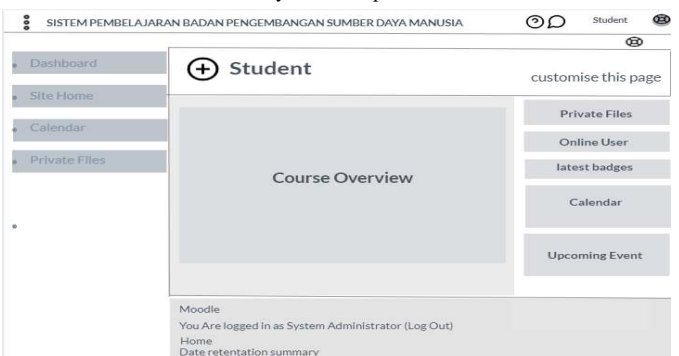 SISTEM PEMBELAJARAN BADAN PENGEMBANGAN SUMBER DAYA MANUSIA
Student
Dashboard
Site Home
Calendar
Private Files
Student
customise this page
Course Overview
Private Files
Online User
latest badges
Calendar
Upcoming Event
Moodle
You Are logged in as System Administrator (Log Out)
Home
Date retentation summary